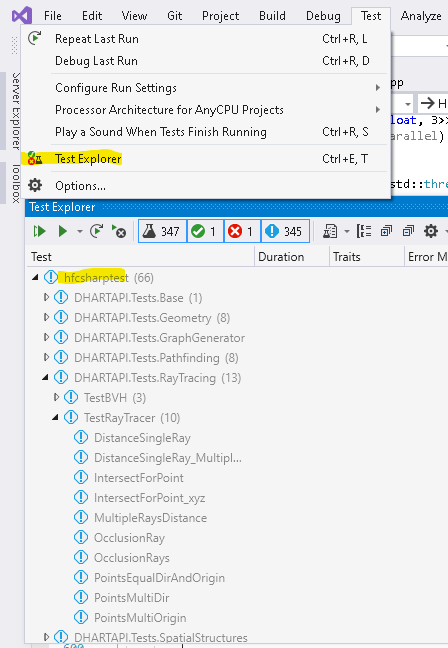 File Edit View Git Project Build Debug Test Analyze
Repeat Last Run Ctrl+R, L
Debug Last Run Ctrl+R, D
Configure Run Settings
Processor Architecture for AnyCPU Projects
Play a Sound When Tests Finish Running Ctrl+R, S
Test Explorer Ctrl+E, T
Options...
Server Explorer
Toolbox
pp
H
loat, 3>>
arallel)
std::thre
Test Explorer
347 1 1 345
Test Duration Traits Error M
hfcsharptest (66)
DHARTAPI.Tests.Base (1)
DHARTAPI.Tests.Geometry (8)
DHARTAPI.Tests.GraphGenerator
DHARTAPI.Tests.Pathfinding (8)
DHARTAPI.Tests.RayTracing (13)
TestBVH (3)
TestRayTracer (10)
DistanceSingleRay
DistanceSingleRay_Multipl...
IntersectForPoint
IntersectForPoint_xyz
MultipleRaysDistance
OcclusionRay
OcclusionRays
PointsEqualDirAndOrigin
PointsMultiDir
PointsMultiOrigin
DHARTAPI.Tests.SpatialStructures